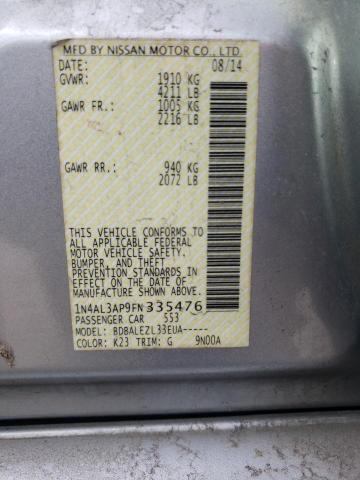 MFD BY NISSAN MOTOR CO., LTD.
DATE: 08/14
GVWR: 1910 KG
4211 LB
GAWR FR.: 1005 KG
2216 LB
GAWR RR.: 940 KG
2072 LB
THIS VEHICLE CONFORMS TO
ALL APPLICABLE FEDERAL
MOTOR VEHICLE SAFETY,
BUMPER, AND THEFT
PREVENTION STANDARDS IN
EFFECT ON THE DATE OF
MANUFACTURE SHOWN ABOVE.
1N4AL3AP9FN335476
PASSENGER CAR 553
MODEL: BDBALEZL33EUA-----
COLOR: K23 TRIM: G 9N00A